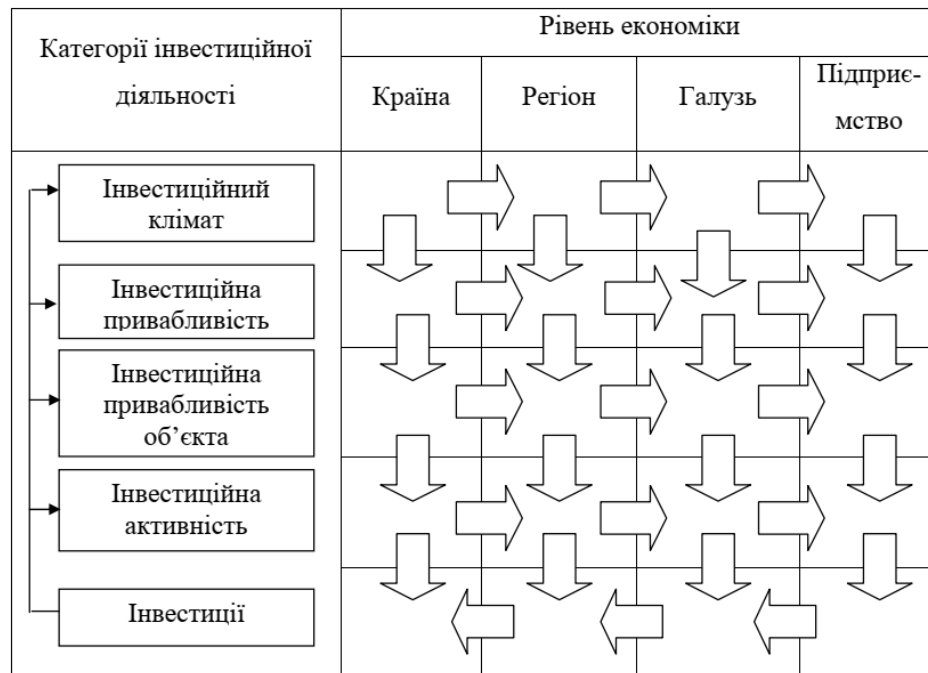 Категорії інвестиційної
діяльності
Рівень економіки
Країна
Регіон
Галузь
Підприє-
мство
Інвестиційний
клімат
Інвестиційна
привабливість
Інвестиційна
привабливість
об’єкта
Інвестиційна
активність
Інвестиції